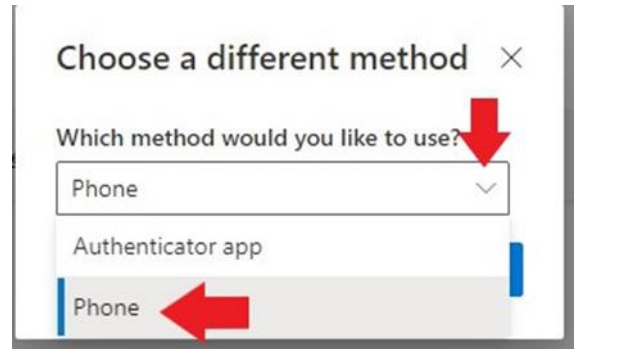 Choose a different method
Which method would you like to use?
Phone
Authenticator app
Phone